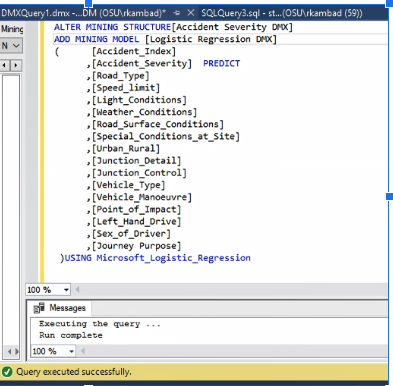 DMXQuery1.dmx -...DM (OSU\rkambad)*
SQLQuery3.sql - st...(OSU\rkambad (59))
Mining
N
ALTER MINING STRUCTURE[Accident Severity DMX]
ADD MINING MODEL [Logistic Regression DMX]
( [Accident_Index]
,[Accident_Severity] PREDICT
,[Road_Type]
,[Speed_limit]
,[Light_Conditions]
,[Weather_Conditions]
,[Road_Surface_Conditions]
,[Special_Conditions_at_Site]
,[Urban_Rural]
,[Junction_Detail]
,[Junction_Control]
,[Vehicle_Type]
,[Vehicle_Manoeuvre]
,[Point_of_Impact]
,[Left_Hand_Drive]
,[Sex_of_Driver]
,[Journey Purpose]
)USING Microsoft_Logistic_Regression
100 %
Messages
Executing the query ...
Run complete
100 %
Query executed successfully.